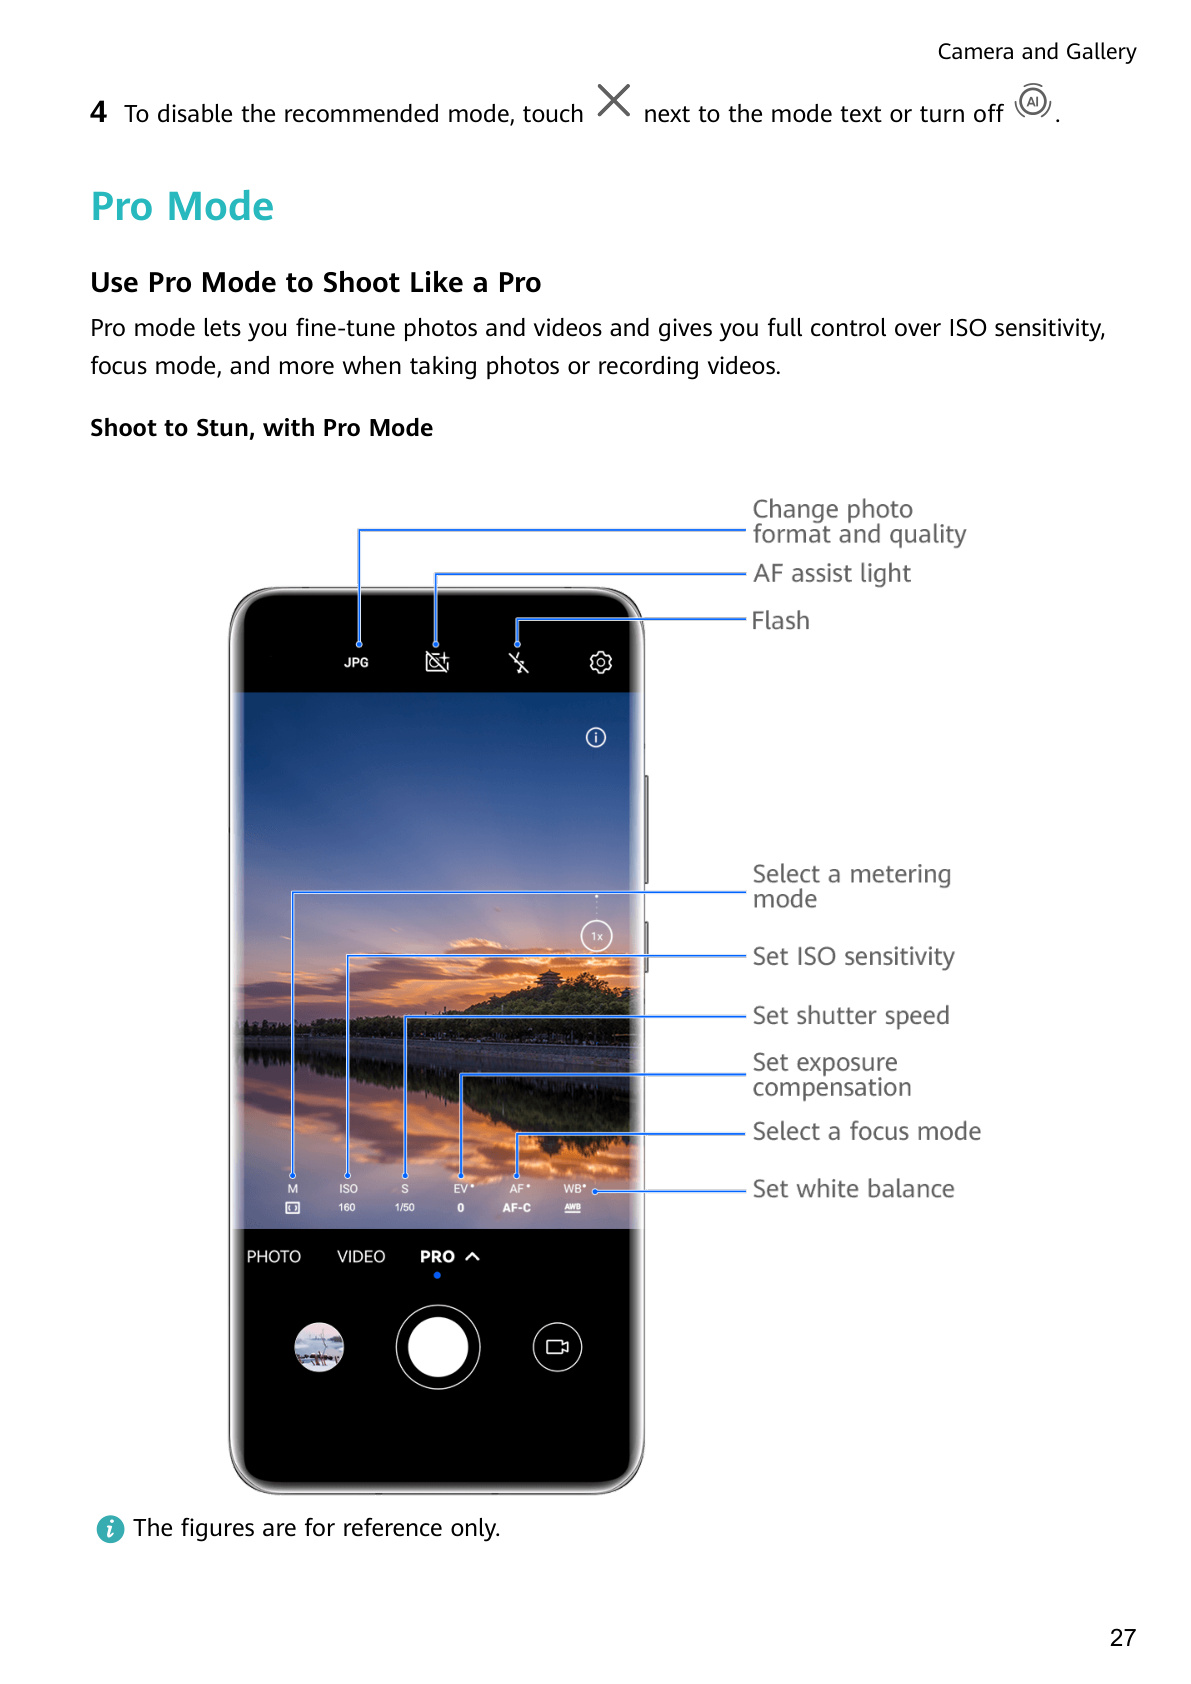 Camera and Gallery
4 To disable the recommended mode, touch next to the mode text or turn off AI .
Pro Mode
Use Pro Mode to Shoot Like a Pro
Pro mode lets you fine-tune photos and videos and gives you full control over ISO sensitivity,
focus mode, and more when taking photos or recording videos.
Shoot to Stun, with Pro Mode
Change photo
format and quality
AF assist light
Flash
JPG
Select a metering
mode
1x
Set ISO sensitivity
Set shutter speed
Set exposure
compensation
Select a focus mode
Set white balance
M ISO S EV AF WB
160 1/50 0 AF-C AWB
PHOTO VIDEO PRO
The figures are for reference only.
27